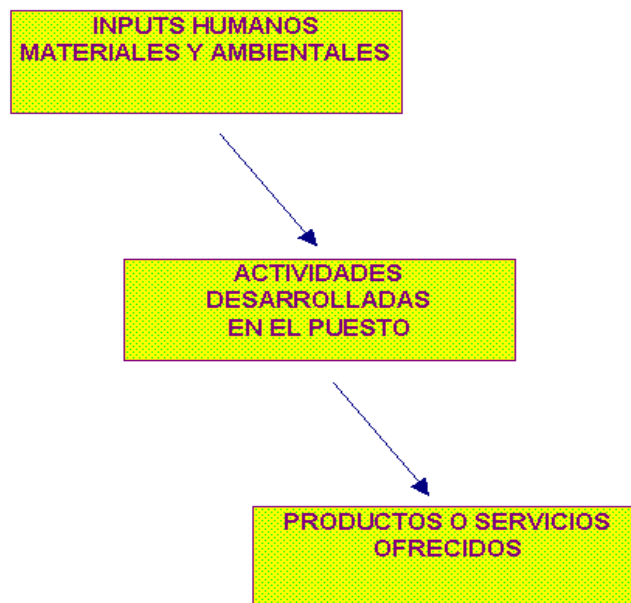 INPUTS HUMANOS
MATERIALES Y AMBIENTALES
ACTIVIDADES
DESARROLLADAS
EN EL PUESTO
PRODUCTOS O SERVICIOS
OFRECIDOS